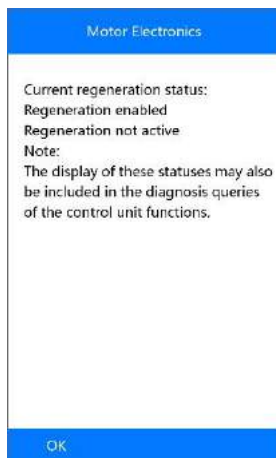 Motor Electronics
Current regeneration status:
Regeneration enabled
Regeneration not active
Note:
The display of these statuses may also
be included in the diagnosis queries
of the control unit functions.
OK